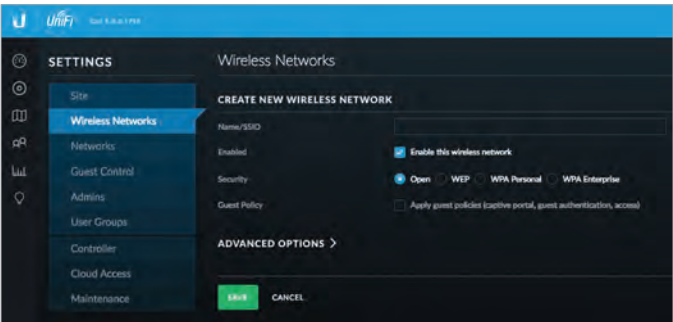 UniFi
SETTINGS
Site
Wireless Networks
Networks
Guest Control
Admins
User Groups
Controller
Cloud Access
Maintenance
Wireless Networks
CREATE NEW WIRELESS NETWORK
Name/SSID
Enabled
Enable this wireless network
Security
Open WEP WPA Personal WPA Enterprise
Guest Policy
Apply guest policies (captive portal, guest authentication, access)
ADVANCED OPTIONS >
SAVE CANCEL